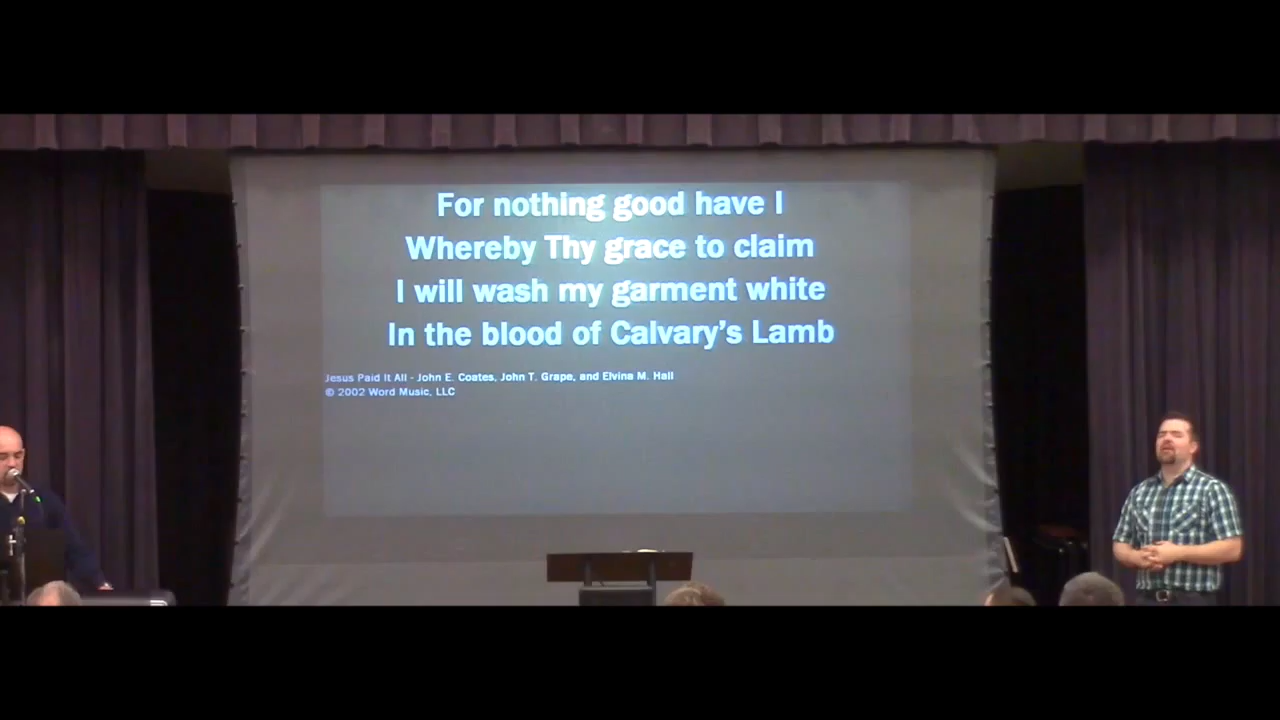 For nothing good have I
Whereby Thy grace to claim
I will wash my garment white
In the blood of Calvary's Lamb
Jesus Paid It All - John E. Coates, John T. Grape, and Elvina M. Hall
© 2002 Word Music, LLC